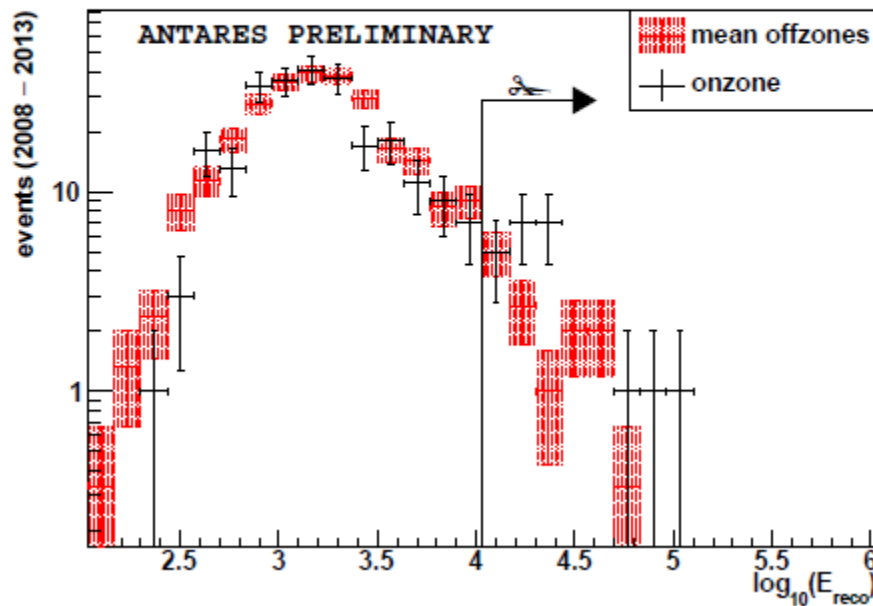 ANTARES PRELIMINARY
mean offzones
onzone
events (2008 – 2013)
10
1
2.5 3 3.5 4 4.5 5 5.5 6
log10(Ereco)